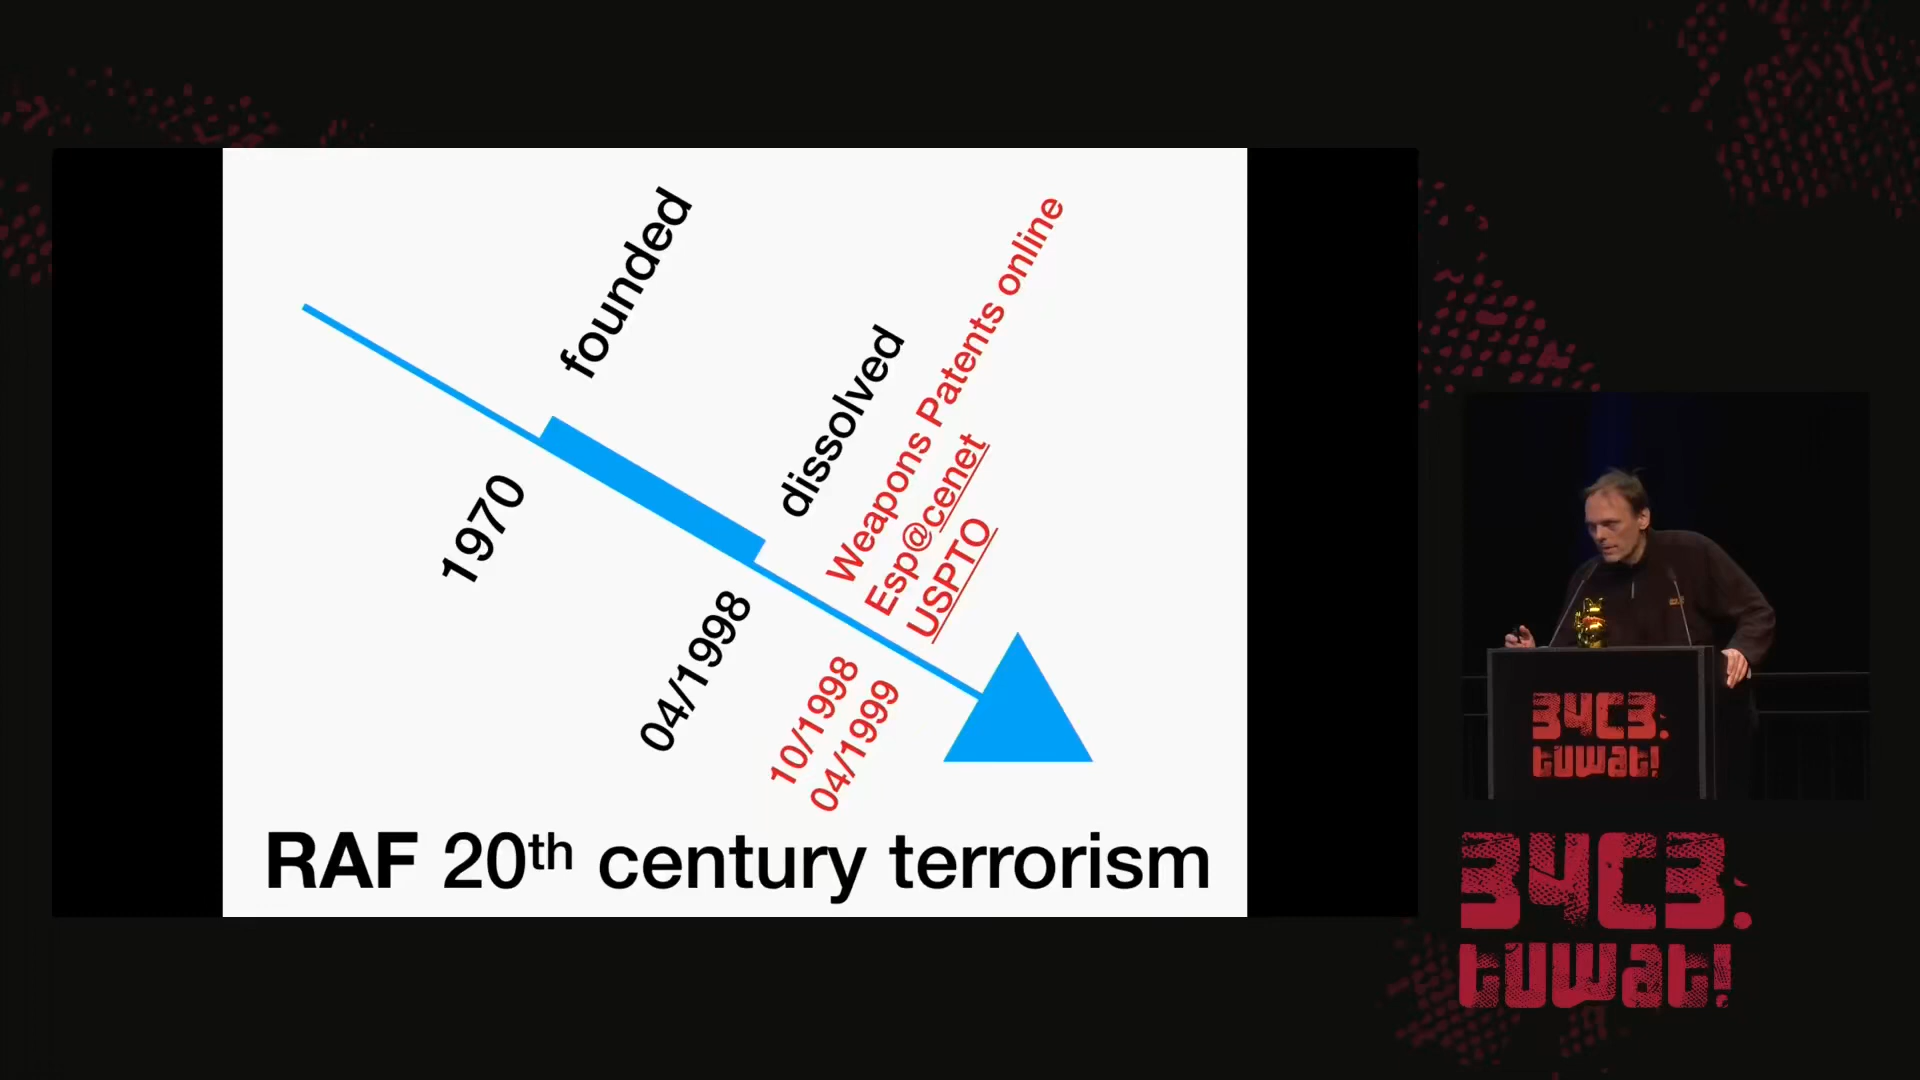 founded
dissolved
Weapons Patents online
Esp@cenet
USPTO
1970
04/1998
10/1998
04/1999
RAF 20th century terrorism
34C3.
tuwat!
34C3.
tuwat!